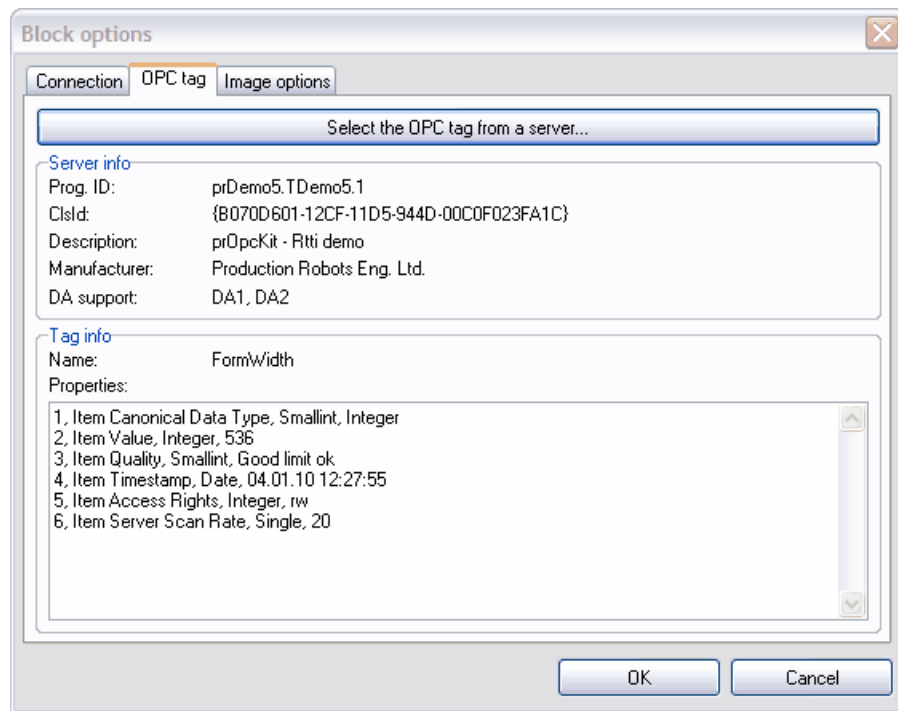 Block options
Connection OPC tag Image options
Select the OPC tag from a server...
Server info
Prog. ID: prDemo5.TDemo5.1
ClsId: {B070D601-12CF-11D5-944D-00C0F023FA1C}
Description: prOpcKit - Rtti demo
Manufacturer: Production Robots Eng. Ltd.
DA support: DA1, DA2
Tag info
Name: FormWidth
Properties:
1, Item Canonical Data Type, Smallint, Integer
2, Item Value, Integer, 536
3, Item Quality, Smallint, Good limit ok
4, Item Timestamp, Date, 04.01.10 12:27:55
5, Item Access Rights, Integer, rw
6, Item Server Scan Rate, Single, 20
OK Cancel